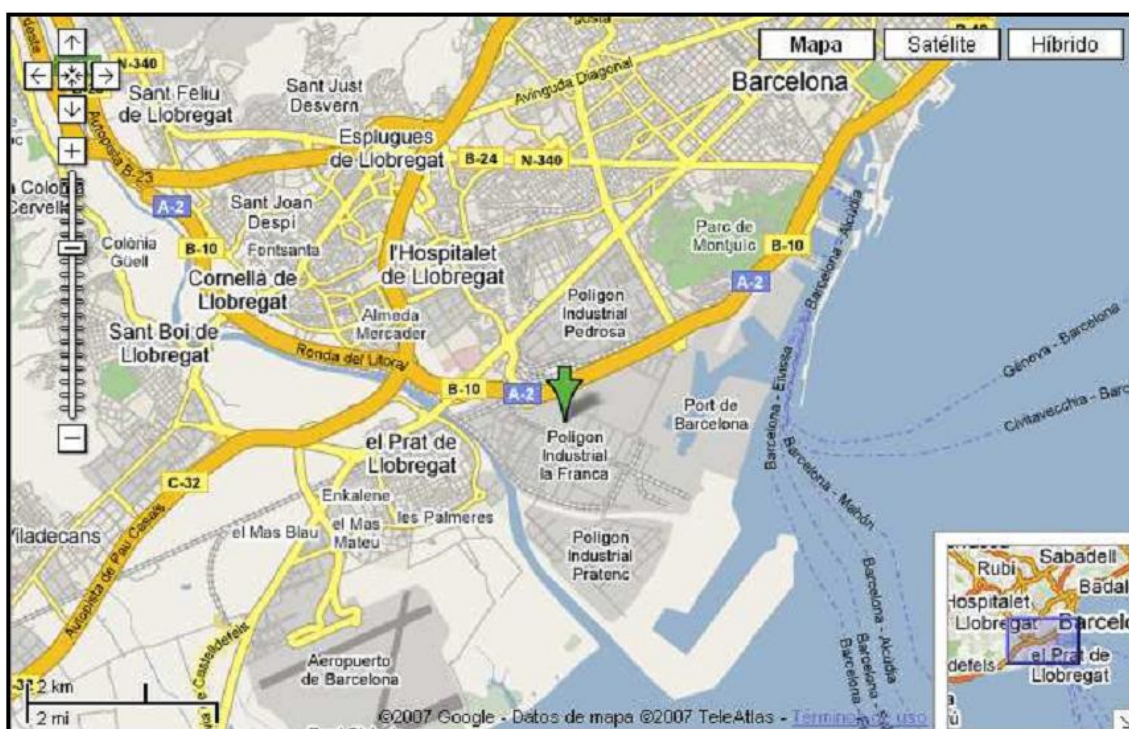 Mapa
Satélite
Híbrido
N-340
B-10
Avinguda Diagonal
Barcelona
Sant Feliu
de Llobregat
Sant Just
Desvern
Autopista B-23
Esplugues
de Llobregat
B-24
N-340
A-2
Sant Joan
Despí
Parc de
Montjuïc
B-10
Barcelona - Alcúdia
Colònia
Güell
B-10
Fontsanta
l'Hospitalet
de Llobregat
A-2
Cornellà de
Llobregat
Almeda
Mercader
Polígon
Industrial
Pedrosa
Sant Boi de
Llobregat
Ronda del Litoral
Génova - Barcelona
B-10
A-2
Port de
Barcelona
Barcelona - Eivissa
Civitavecchia - Barc
el Prat de
Llobregat
Polígon
Industrial
la Franca
Barcelona - Mahón
C-32
Enkalene
les Palmeres
Viladecans
Autopista de Pau Casals
el Mas Blau
el Mas
Mateu
Polígon
Industrial
Pratenc
Barcelona - Alcúdia
Castelldefels
Aeropuerto
de Barcelona
Rubi
Sabadell
Badal
Hospitalet
Llobregat
Barcelo
defels
el Prat de
Llobregat
2 km
2 mi
©2007 Google - Datos de mapa ©2007 TeleAtlas - Términos de uso